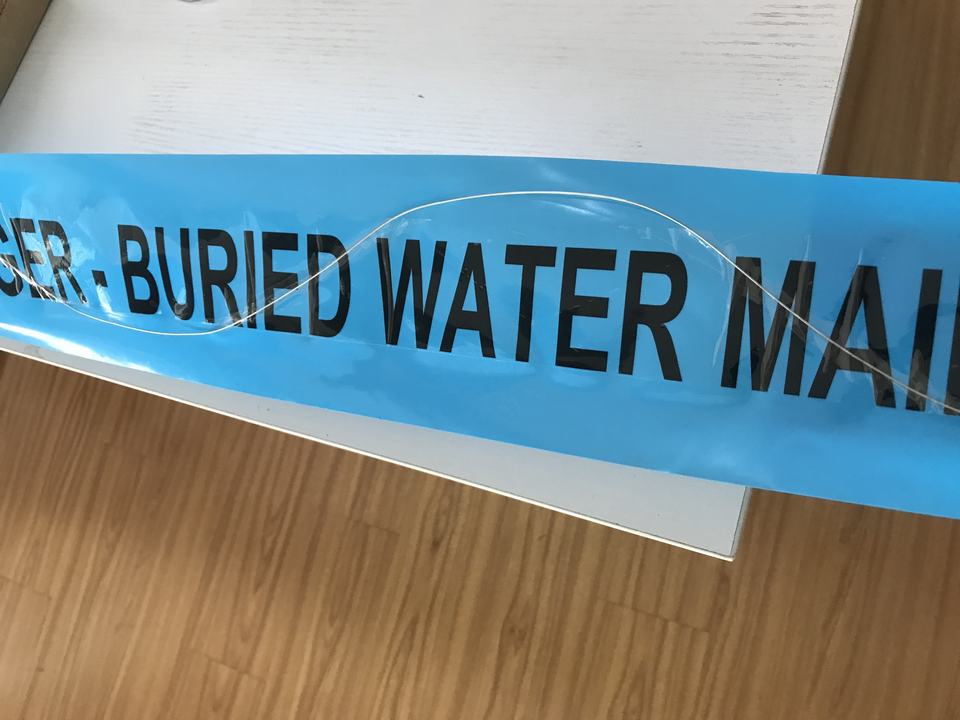 GER - BURIED WATER MAI